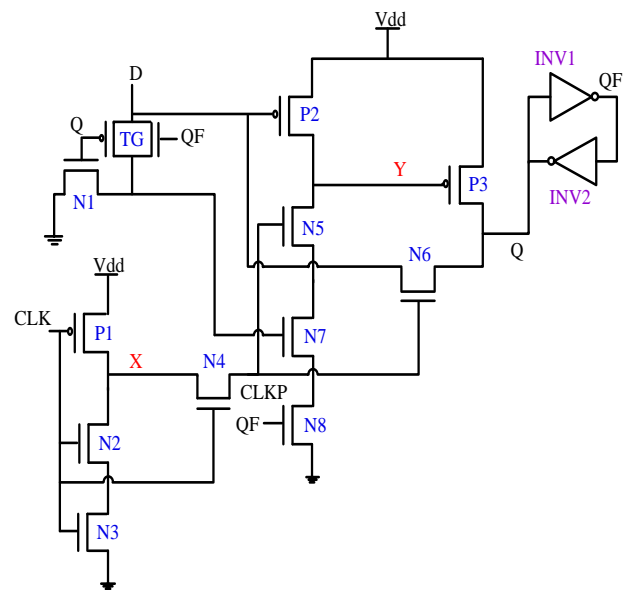 Vdd
INV1
D
QF
P2
Q
TG
QF
Y
P3
N1
N5
INV2
Q
N6
Vdd
CLK
P1
N7
X
N4
CLKP
QF
N8
N2
N3